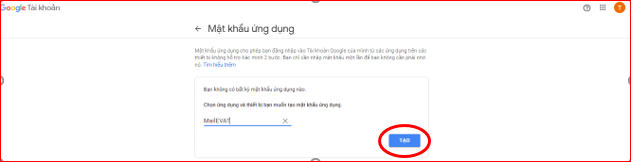 Google Tài khoản
T
← Mật khẩu ứng dụng
Mật khẩu ứng dụng cho phép bạn đăng nhập vào Tài khoản Google của mình từ các ứng dụng trên các
thiết bị không hỗ trợ xác minh 2 bước. Bạn chỉ cần nhập mật khẩu một lần để bạn không cần phải nhớ
nó. Tìm hiểu thêm
Bạn không có bất kỳ mật khẩu ứng dụng nào.
Chọn ứng dụng và thiết bị bạn muốn tạo mật khẩu ứng dụng.
MailEVAT
TẠO